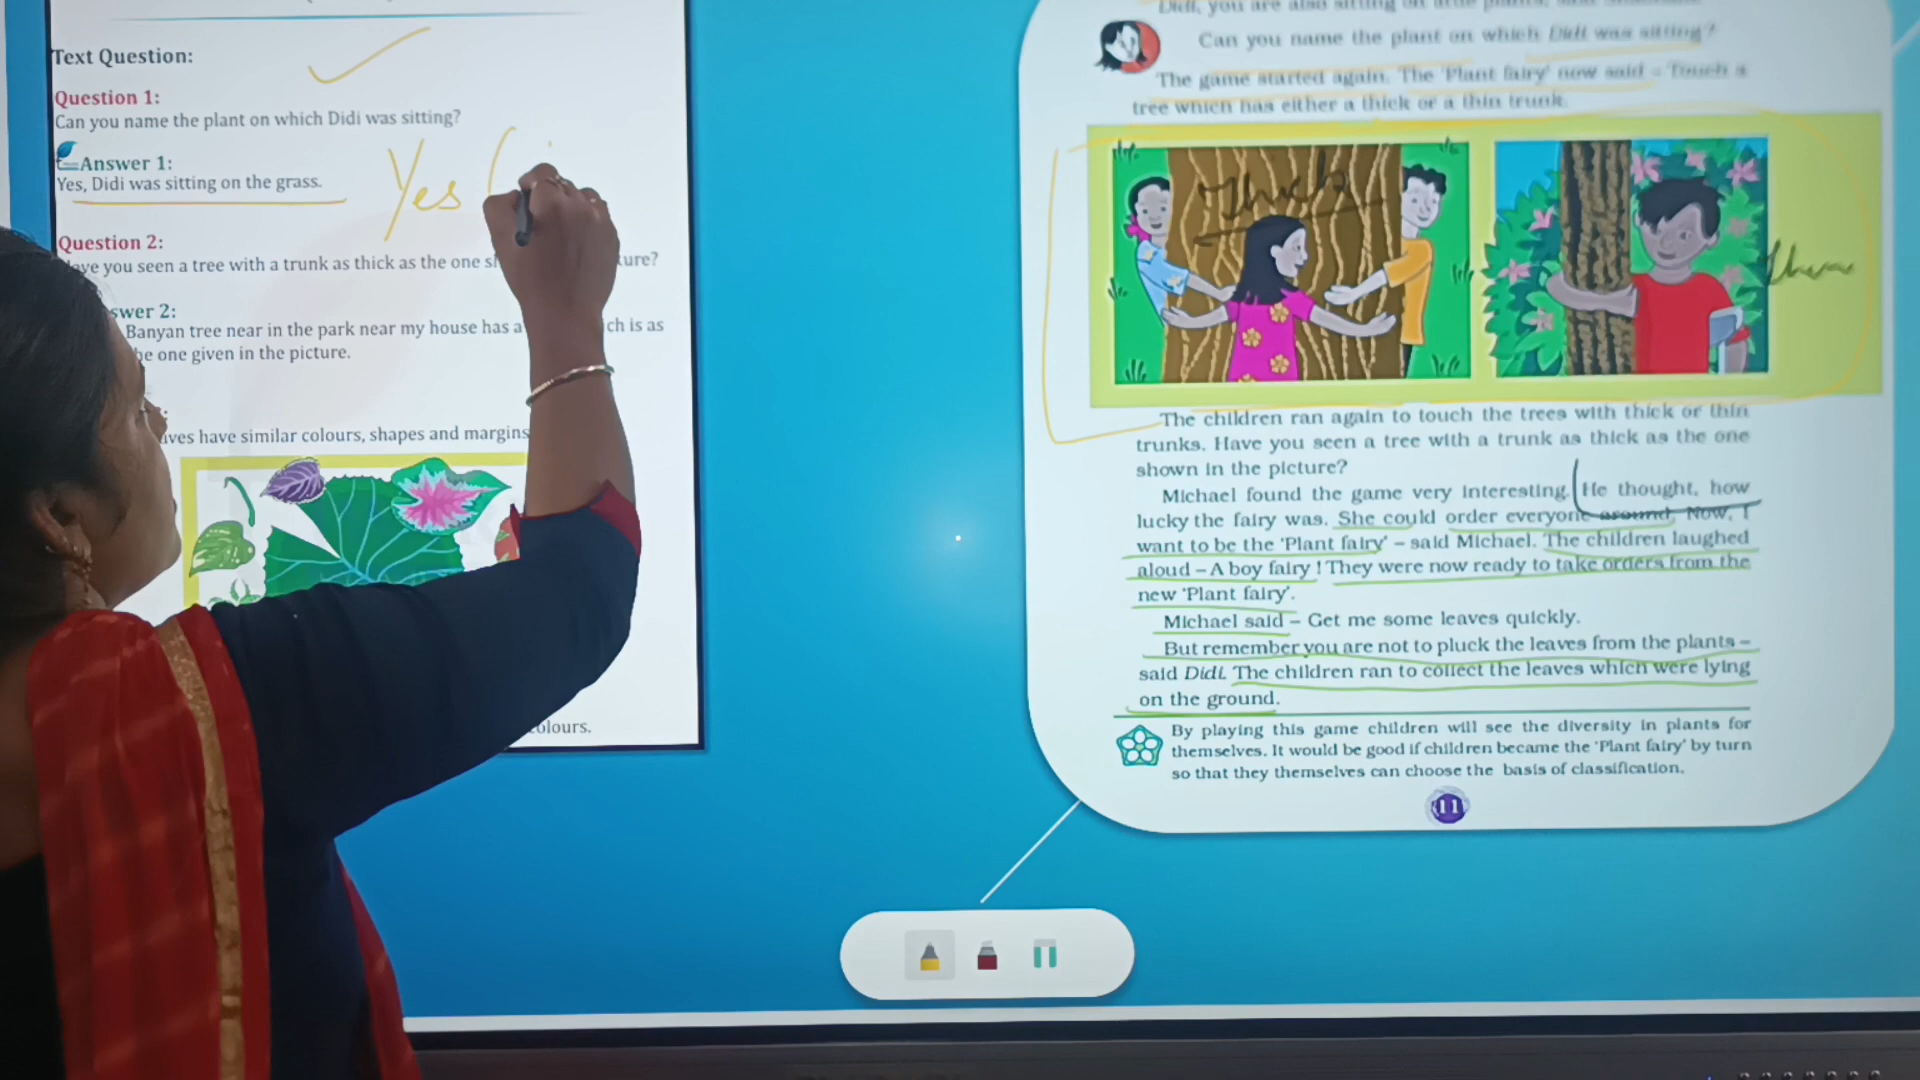 Text Question:
Question 1:
Can you name the plant on which Didi was sitting?
Answer 1:
Yes, Didi was sitting on the grass.
Yes (
Question 2:
you seen a tree with a trunk as thick as the one
Banyan tree near in the park near my house has a
is as
one given in the picture.
have similar colours, shapes and margins
Didi, you are also sitting on
Can you name the plant on which Didi was sitting?
The game started again. The 'Plant fairy' now said – Touch a
tree which has either a thick or a thin trunk.
Thick
The children ran again to touch the trees with thick or thin
trunks. Have you seen a tree with a trunk as thick as the one
shown in the picture?
Michael found the game very interesting. He thought, how
lucky the fairy was. She could order everyone around. Now, I
want to be the 'Plant fairy' – said Michael. The children laughed
aloud – A boy fairy ! They were now ready to take orders from the
new 'Plant fairy'.
Michael said – Get me some leaves quickly.
But remember you are not to pluck the leaves from the plants –
said Didi. The children ran to collect the leaves which were lying
on the ground.
By playing this game children will see the diversity in plants for
themselves. It would be good if children became the 'Plant fairy' by turn
so that they themselves can choose the basis of classification.
11